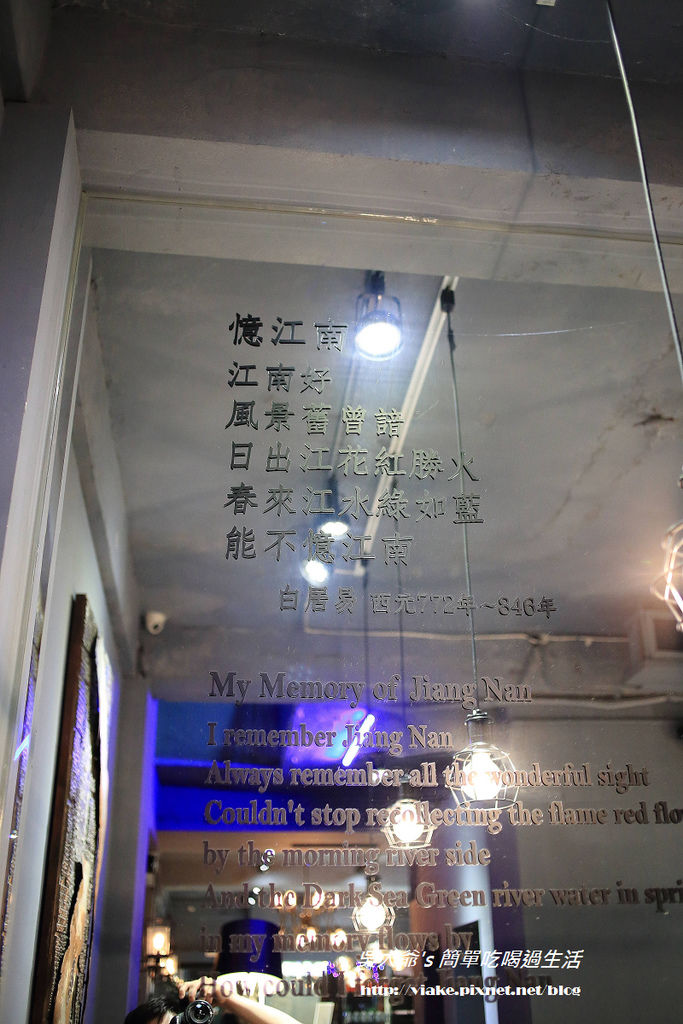 憶江南
江南好
風景舊曾諳
日出江花紅勝火
春來江水綠如藍
能不憶江南
白居易 西元772年~846年
My Memory of Jiang Nan
I remember Jiang Nan
Always remember all the wonderful sight
Couldn't stop recollecting the flame red flo
by the morning river side
And the Dark Sea Green river water in spri
in my memory flows by
How could I
吳大爺's 簡單吃喝過生活
http://viake.pixnet.net/blog